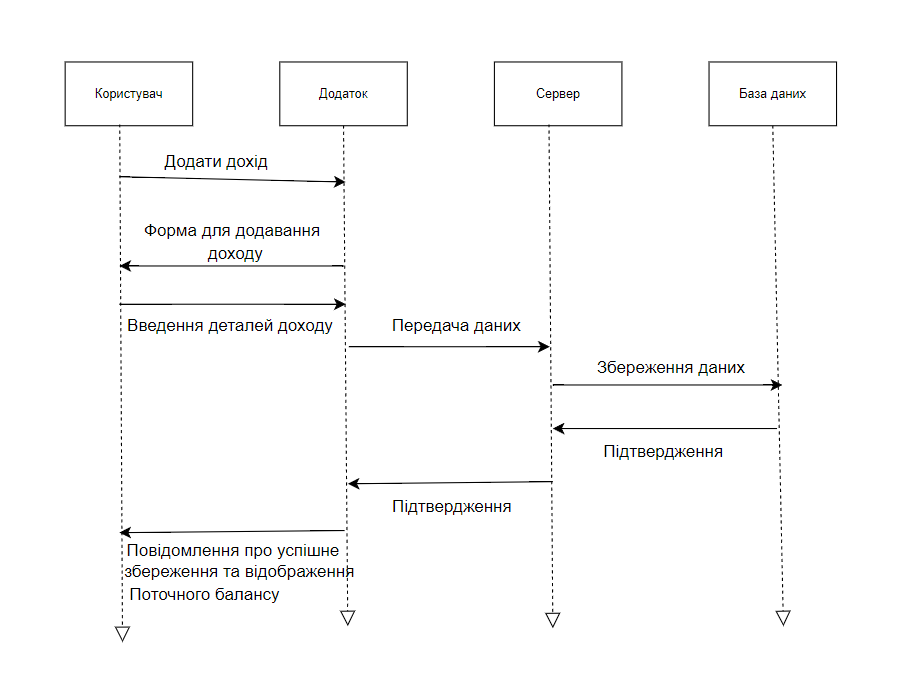 Користувач
Додаток
Сервер
База даних
Додати дохід
Форма для додавання
доходу
Введення деталей доходу
Передача даних
Збереження даних
Підтвердження
Підтвердження
Повідомлення про успішне
збереження та відображення
Поточного балансу